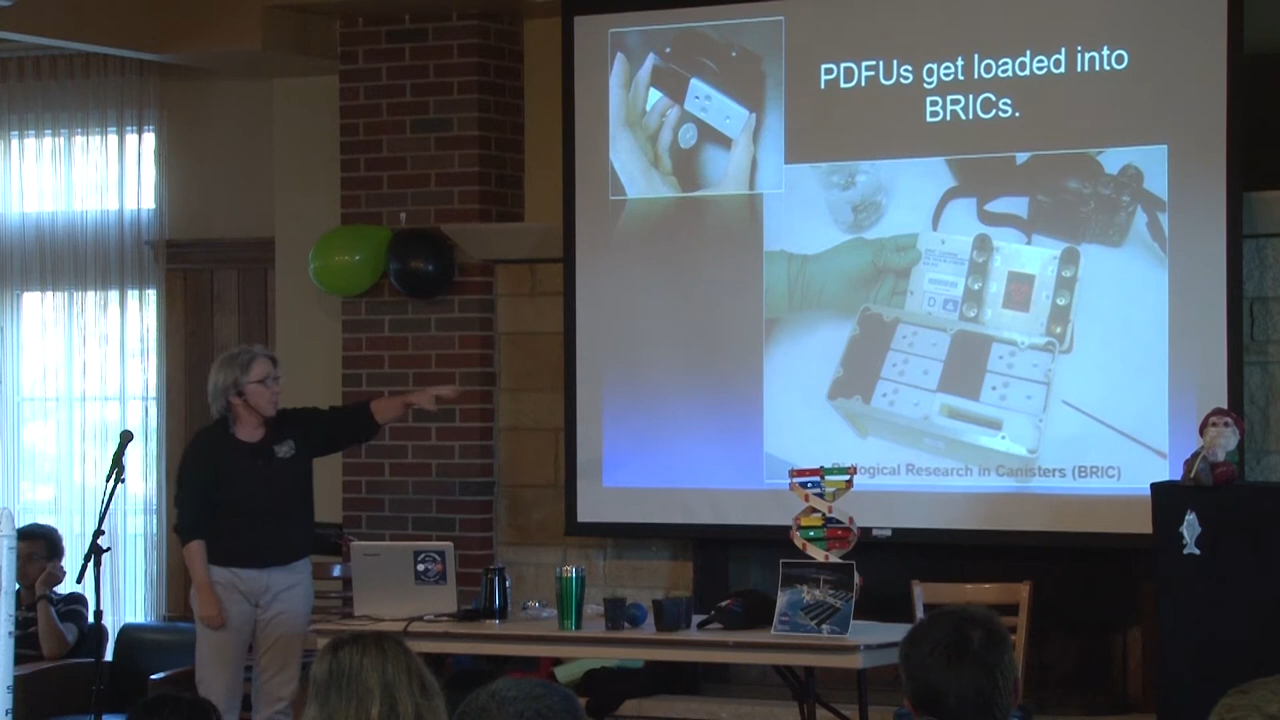 PDFUs get loaded into
BRICs.
D
Biological Research in Canisters (BRIC)